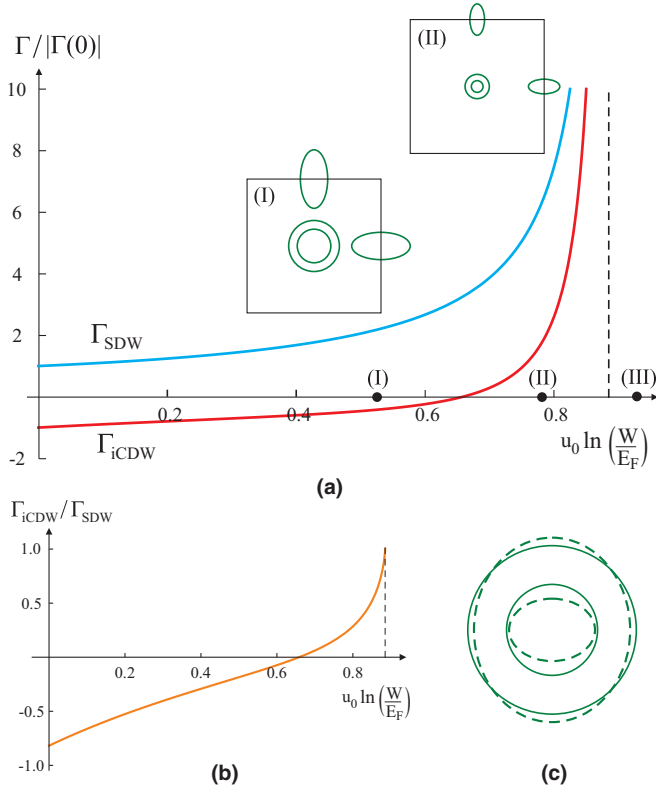 Γ/|Γ(0)|
(II)
10
8
(I)
6
4
Γ_SDW
2
(I)
(II)
(III)
0.2
0.4
0.6
0.8
u₀ ln (W/E_F)
Γ_iCDW
-2
(a)
Γ_iCDW/Γ_SDW
1.0
0.5
0.2
0.4
0.6
0.8
u₀ ln (W/E_F)
-0.5
-1.0
(b)
(c)